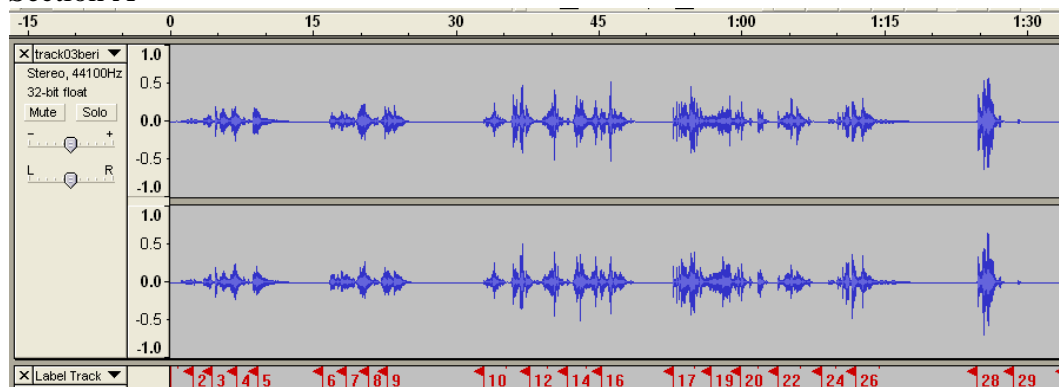 -15 0 15 30 45 1:00 1:15 1:30
track03beri
Stereo, 44100Hz
32-bit float
Mute Solo
- +
L R
1.0
0.5
0.0
-0.5
-1.0
1.0
0.5
0.0
-0.5
-1.0
Label Track
2 3 4 5 6 7 8 9 10 12 14 16 17 19 20 22 24 26 28 29